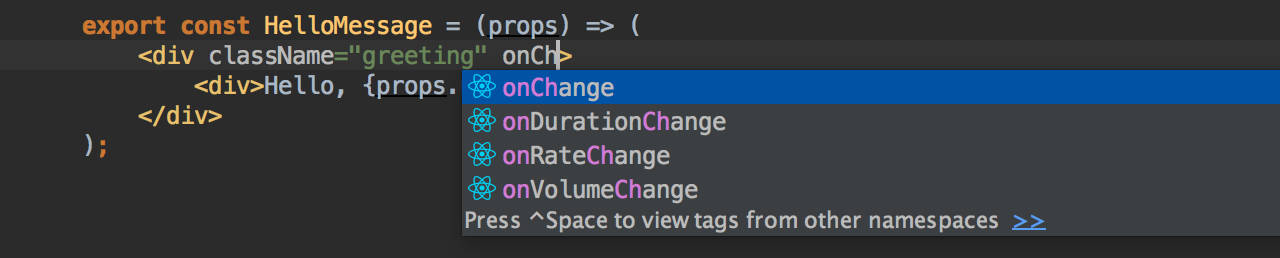 export const HelloMessage = (props) => (
<div className="greeting" onCh>
<div>Hello, {props.
onChange
</div>
onDurationChange
);
onRateChange
onVolumeChange
Press ^Space to view tags from other namespaces >>